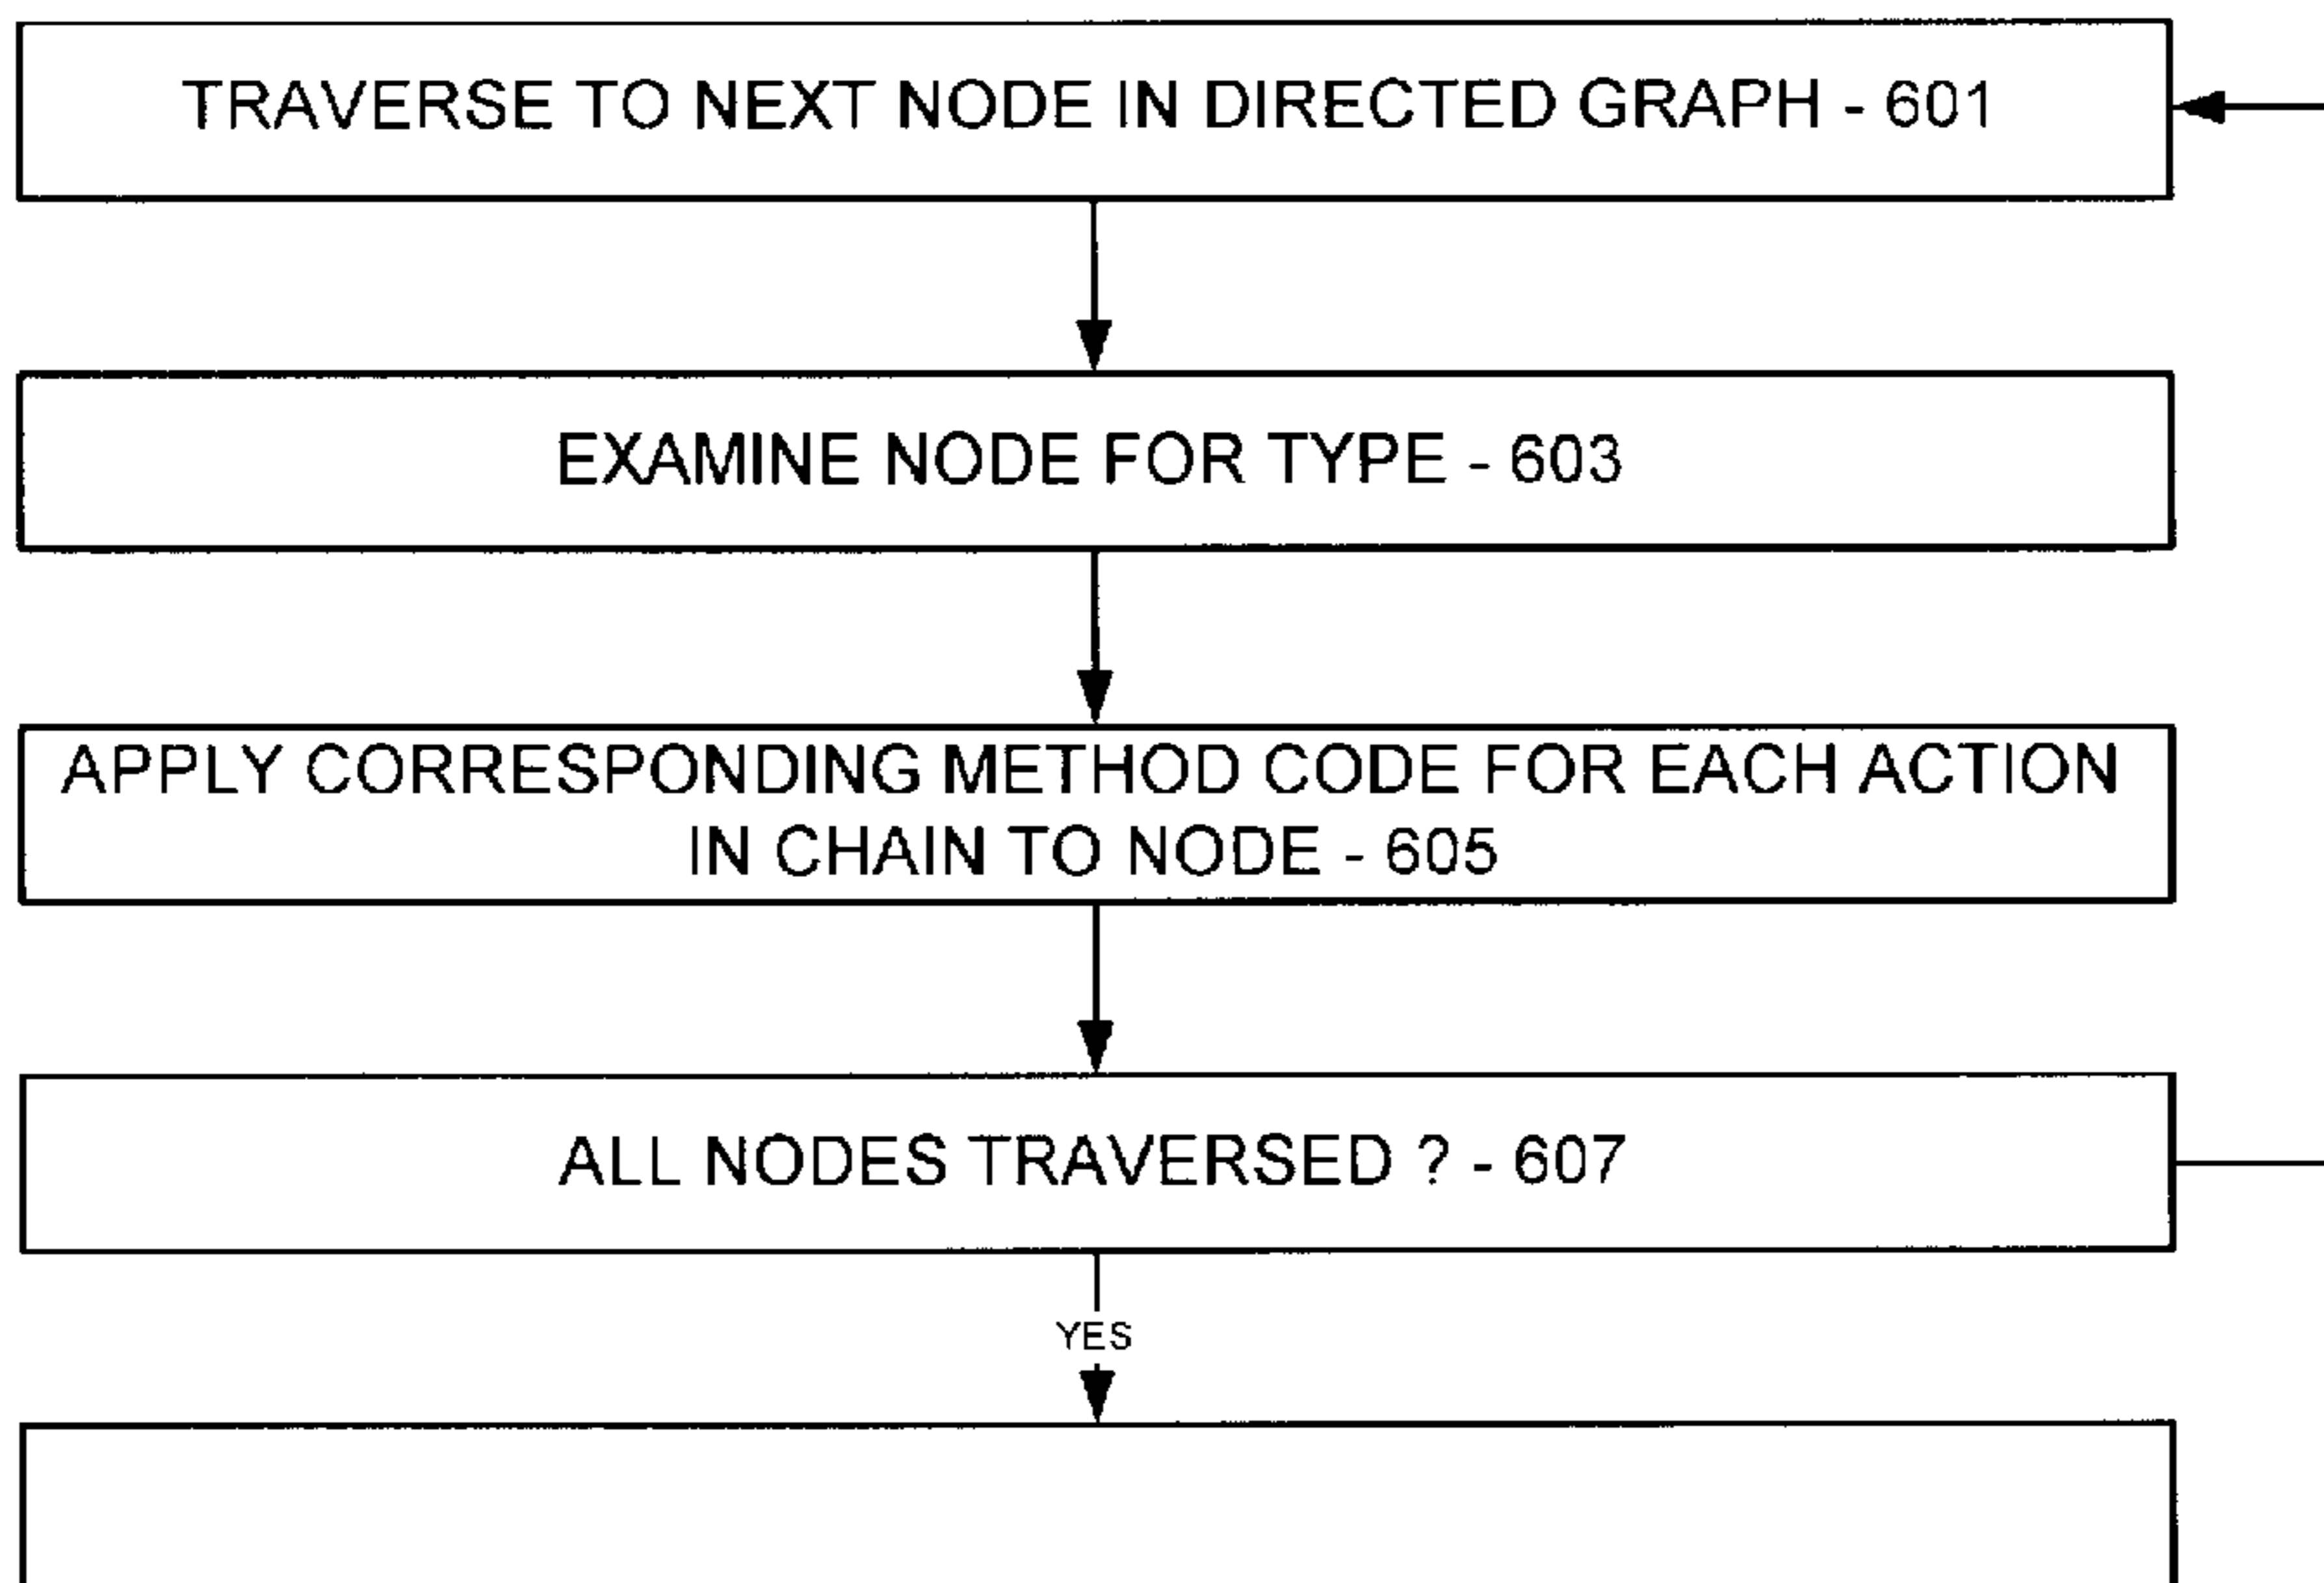 TRAVERSE TO NEXT NODE IN DIRECTED GRAPH - 601
EXAMINE NODE FOR TYPE - 603
APPLY CORRESPONDING METHOD CODE FOR EACH ACTION
IN CHAIN TO NODE - 605
ALL NODES TRAVERSED ? - 607
YES